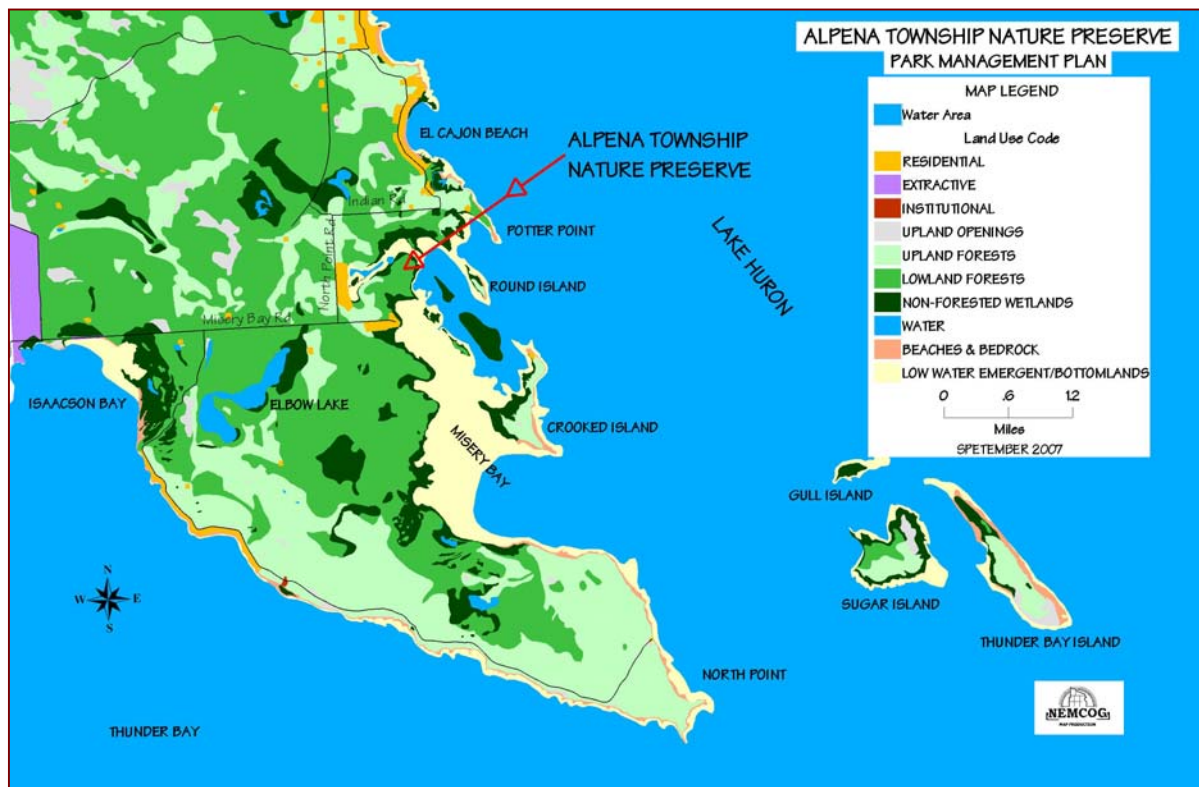 ALPENA TOWNSHIP NATURE PRESERVE
PARK MANAGEMENT PLAN
MAP LEGEND
Water Area
Land Use Code
RESIDENTIAL
EXTRACTIVE
INSTITUTIONAL
UPLAND OPENINGS
UPLAND FORESTS
LOWLAND FORESTS
NON-FORESTED WETLANDS
WATER
BEACHES & BEDROCK
LOW WATER EMERGENT/BOTTOMLANDS
0 .6 1.2
Miles
SPETEMBER 2007
EL CAJON BEACH
ALPENA TOWNSHIP
NATURE PRESERVE
Indian Rd
POTTER POINT
LAKE HURON
North Point Rd
ROUND ISLAND
Misery Bay Rd
ISAACSON BAY
ELBOW LAKE
CROOKED ISLAND
MISERY BAY
GULL ISLAND
SUGAR ISLAND
THUNDER BAY ISLAND
N
W E
S
NORTH POINT
THUNDER BAY
NEMCOG
MAP PRODUCTION